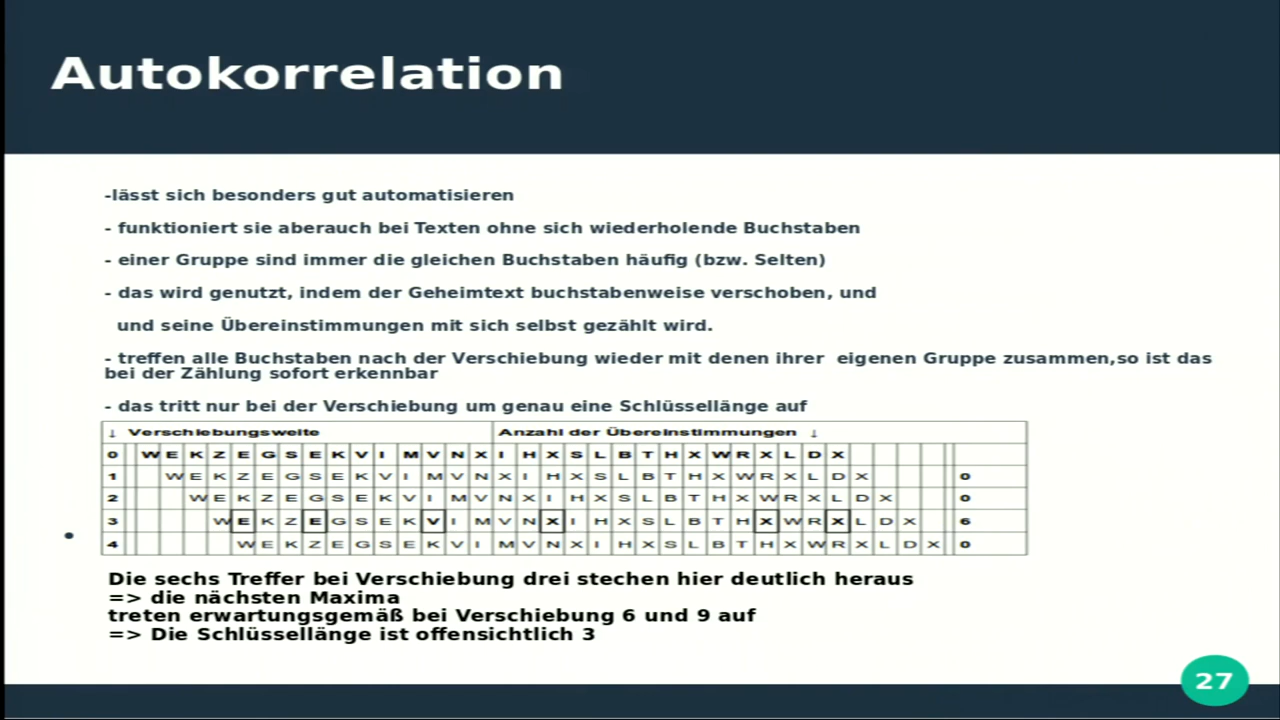 Autokorrelation
-lässt sich besonders gut automatisieren
- funktioniert sie aberauch bei Texten ohne sich wiederholende Buchstaben
- einer Gruppe sind immer die gleichen Buchstaben häufig (bzw. Selten)
- das wird genutzt, indem der Geheimtext buchstabenweise verschoben, und
und seine Übereinstimmungen mit sich selbst gezählt wird.
- treffen alle Buchstaben nach der Verschiebung wieder mit denen ihrer eigenen Gruppe zusammen,so ist das
bei der Zählung sofort erkennbar
- das tritt nur bei der Verschiebung um genau eine Schlüssellänge auf
↓ Verschiebungsweite Anzahl der Übereinstimmungen ↓
0 W E K Z E G S E K V I M V N X I H X S L B T H X W R X L D X
1 W E K Z E G S E K V I M V N X I H X S L B T H X W R X L D X 0
2 W E K Z E G S E K V I M V N X I H X S L B T H X W R X L D X 0
3 W E K Z E G S E K V I M V N X I H X S L B T H X W R X L D X 6
4 W E K Z E G S E K V I M V N X I H X S L B T H X W R X L D X 0
Die sechs Treffer bei Verschiebung drei stechen hier deutlich heraus
=> die nächsten Maxima
treten erwartungsgemäß bei Verschiebung 6 und 9 auf
=> Die Schlüssellänge ist offensichtlich 3
27